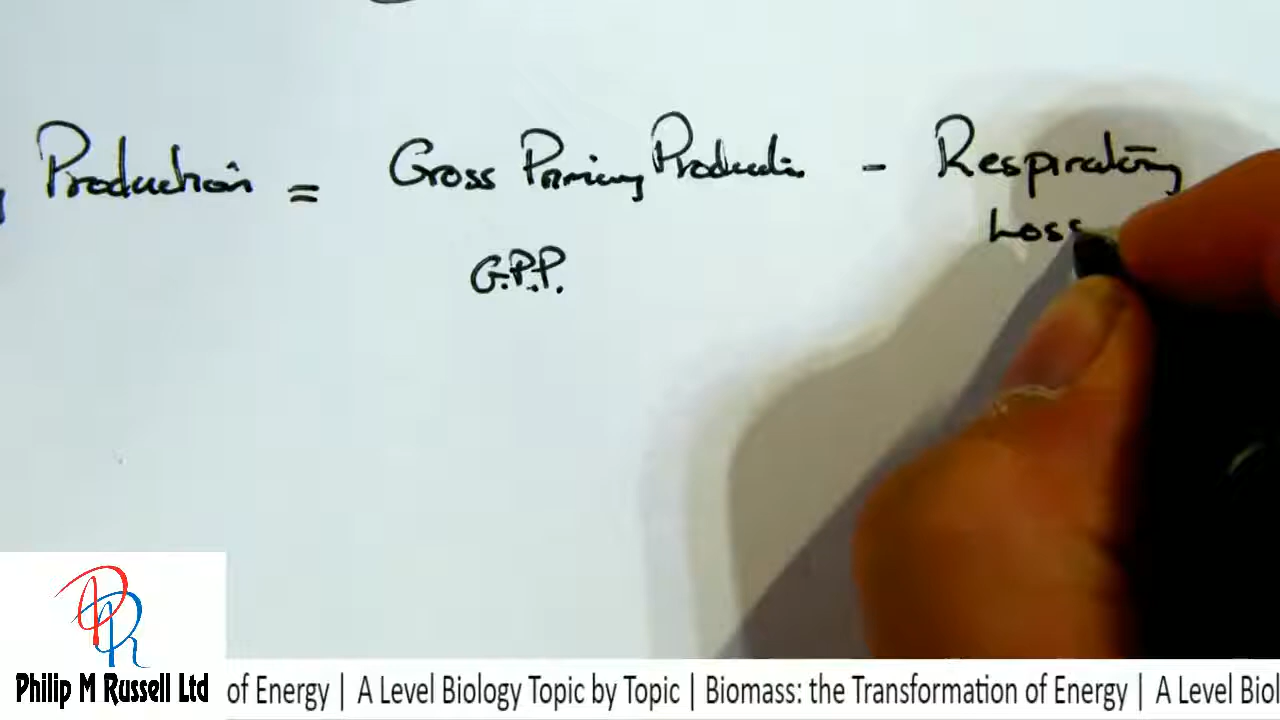 Production = Gross Primary Production - Respiratory
Loss
G.P.P.
Philip M Russell Ltd
of Energy | A Level Biology Topic by Topic | Biomass: the Transformation of Energy | A Level Biol